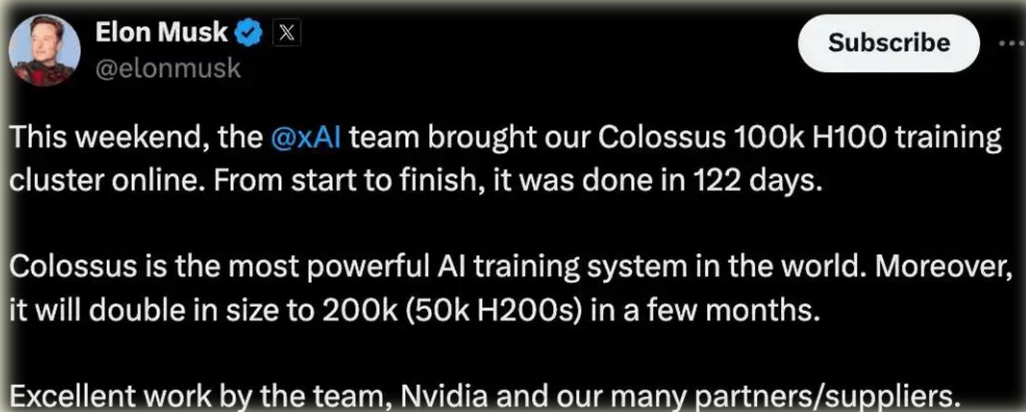 Elon Musk
@elonmusk
Subscribe
This weekend, the @xAI team brought our Colossus 100k H100 training
cluster online. From start to finish, it was done in 122 days.
Colossus is the most powerful AI training system in the world. Moreover,
it will double in size to 200k (50k H200s) in a few months.
Excellent work by the team, Nvidia and our many partners/suppliers.